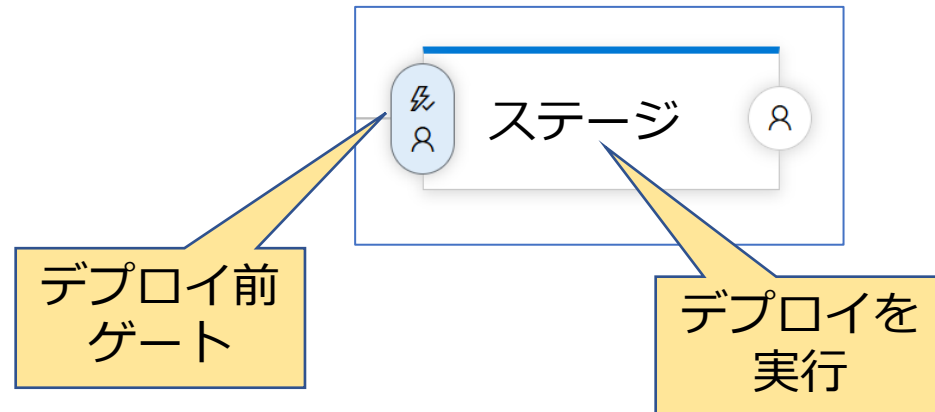 ステージ
デプロイ前
ゲート
デプロイを
実行